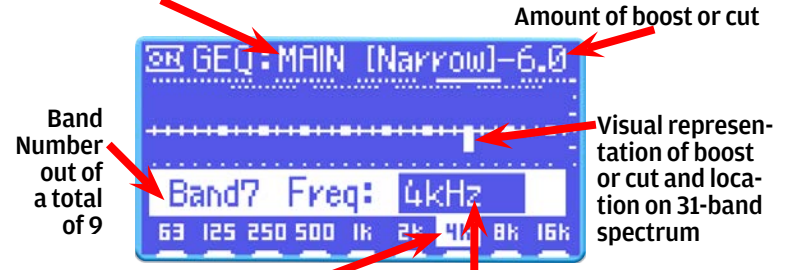 Amount of boost or cut
ON GEQ:MAIN [Narrow]-6.0
Band
Number
out of
a total
of 9
Visual represen-
tation of boost
or cut and loca-
tion on 31-band
spectrum
Band7 Freq: 4kHz
63 125 250 500 1k 2k 4k 8k 16k